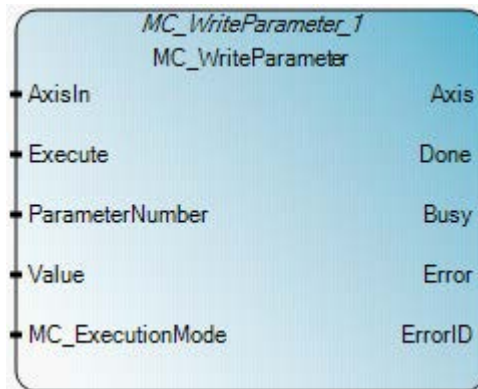 MC_WriteParameter_1
MC_WriteParameter
AxisIn Axis
Execute Done
ParameterNumber Busy
Value Error
MC_ExecutionMode ErrorID